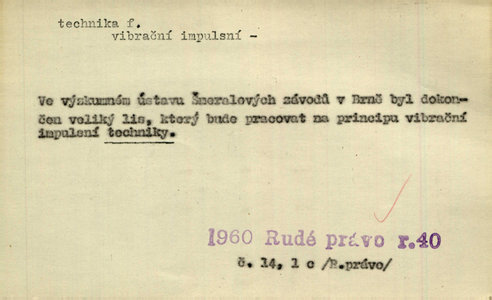 technika f.
vibrační impulsní -
Ve výzkumném ústavu Šmeralových závodů v Brně byl dokon-
čen veliký lis, který bude pracovat na principu vibrační
impulsní techniky.
1960 Rudé právo r.40
č. 14, 1 c /R.právo/